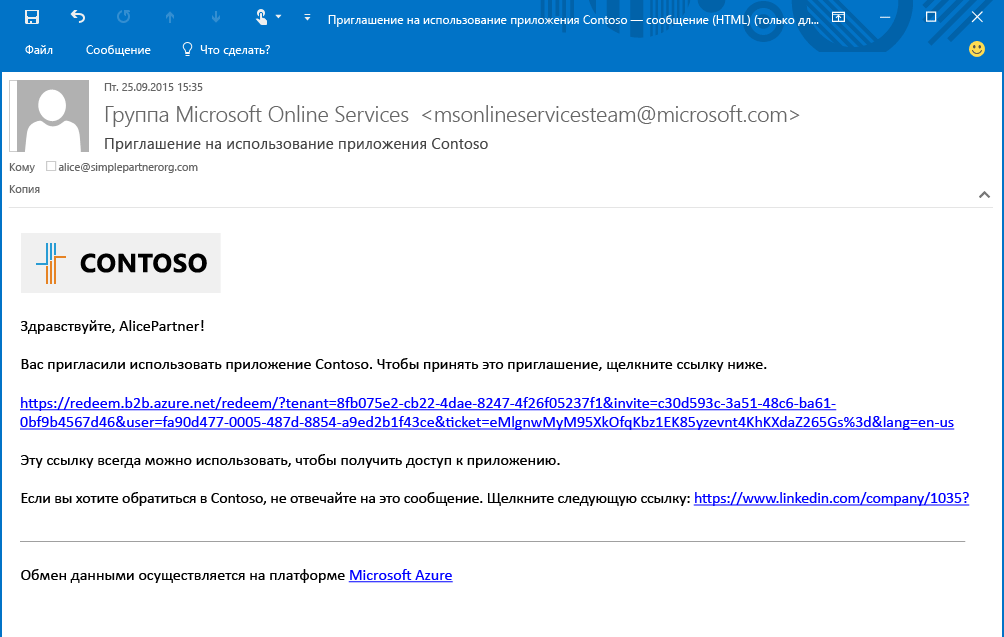 Приглашение на использование приложения Contoso — сообщение (HTML) (только дл...
Файл Сообщение Что сделать?
Пт. 25.09.2015 15:35
Группа Microsoft Online Services <msonlineservicesteam@microsoft.com>
Приглашение на использование приложения Contoso
Кому alice@simplepartnerorg.com
Копия
CONTOSO
Здравствуйте, AlicePartner!
Вас пригласили использовать приложение Contoso. Чтобы принять это приглашение, щелкните ссылку ниже.
https://redeem.b2b.azure.net/redeem/?tenant=8fb075e2-cb22-4dae-8247-4f26f05237f1&invite=c30d593c-3a51-48c6-ba61-
0bf9b4567d46&user=fa90d477-0005-487d-8854-a9ed2b1f43ce&ticket=eMlgnwMyM95XkOfqKbz1EK85yzevnt4KhKXdaZ265Gs%3d&lang=en-us
Эту ссылку всегда можно использовать, чтобы получить доступ к приложению.
Если вы хотите обратиться в Contoso, не отвечайте на это сообщение. Щелкните следующую ссылку: https://www.linkedin.com/company/1035?
Обмен данными осуществляется на платформе Microsoft Azure